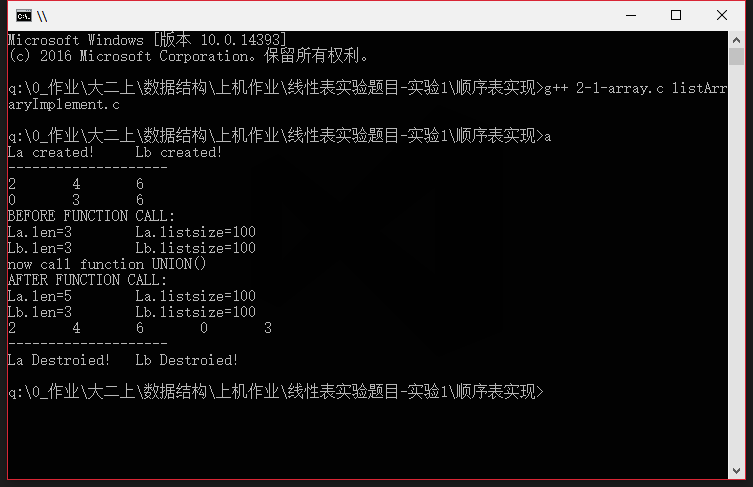 \\
Microsoft Windows [版本 10.0.14393]
(c) 2016 Microsoft Corporation。保留所有权利。
q:\0_作业\大二上\数据结构\上机作业\线性表实验题目-实验1\顺序表实现>g++ 2-1-array.c listArr
aryImplement.c
q:\0_作业\大二上\数据结构\上机作业\线性表实验题目-实验1\顺序表实现>a
La created! Lb created!
--------------------
2 4 6
0 3 6
BEFORE FUNCTION CALL:
La.len=3 La.listsize=100
Lb.len=3 Lb.listsize=100
now call function UNION()
AFTER FUNCTION CALL:
La.len=5 La.listsize=100
Lb.len=3 Lb.listsize=100
2 4 6 0 3
--------------------
La Destroied! Lb Destroied!
q:\0_作业\大二上\数据结构\上机作业\线性表实验题目-实验1\顺序表实现>